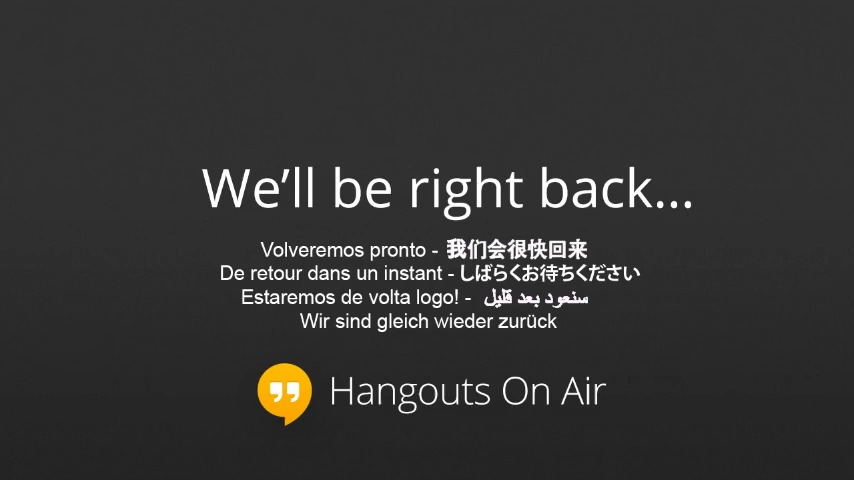 We'll be right back...
Volveremos pronto - 我们会很快回来
De retour dans un instant - しばらくお待ちください
Estaremos de volta logo! - سنعود بعد قليل
Wir sind gleich wieder zurück
Hangouts On Air